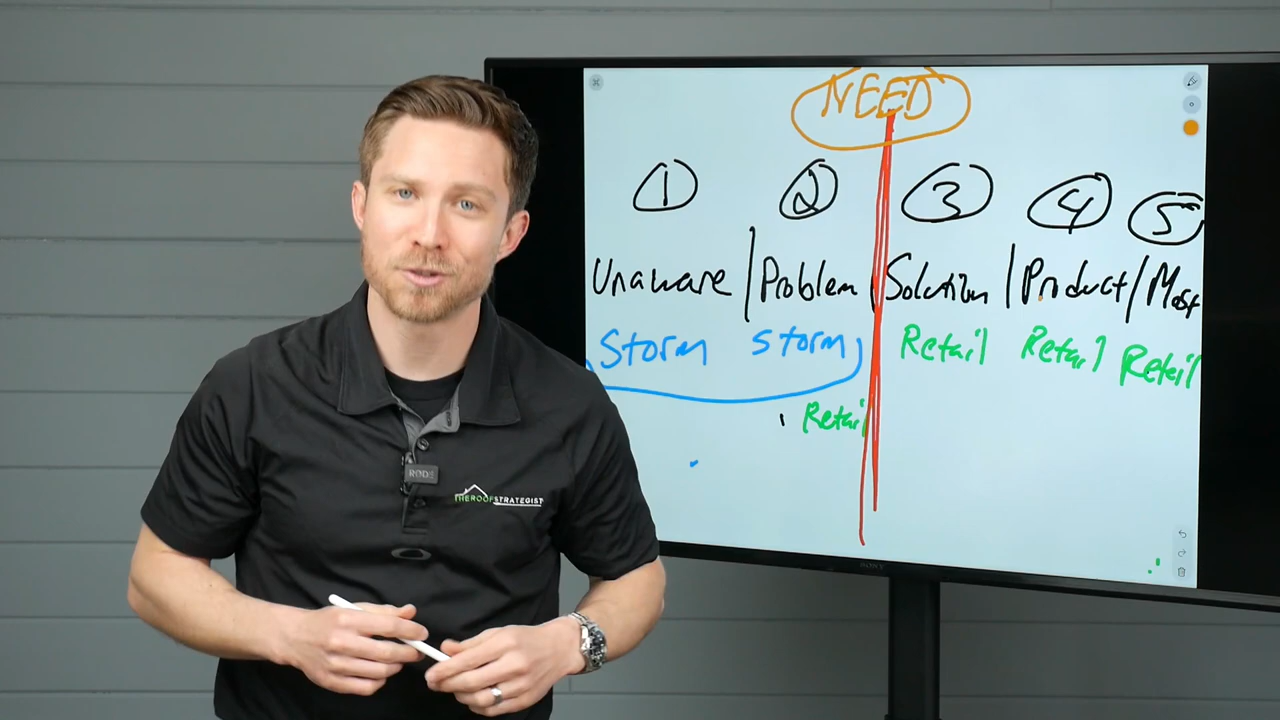 NEED
1 2 3 4 5
Unaware | Problem | Solution | Product / Most
Storm Storm Retail Retail Retail
Retail
RODE
THEROOFSTRATEGIST
SONY